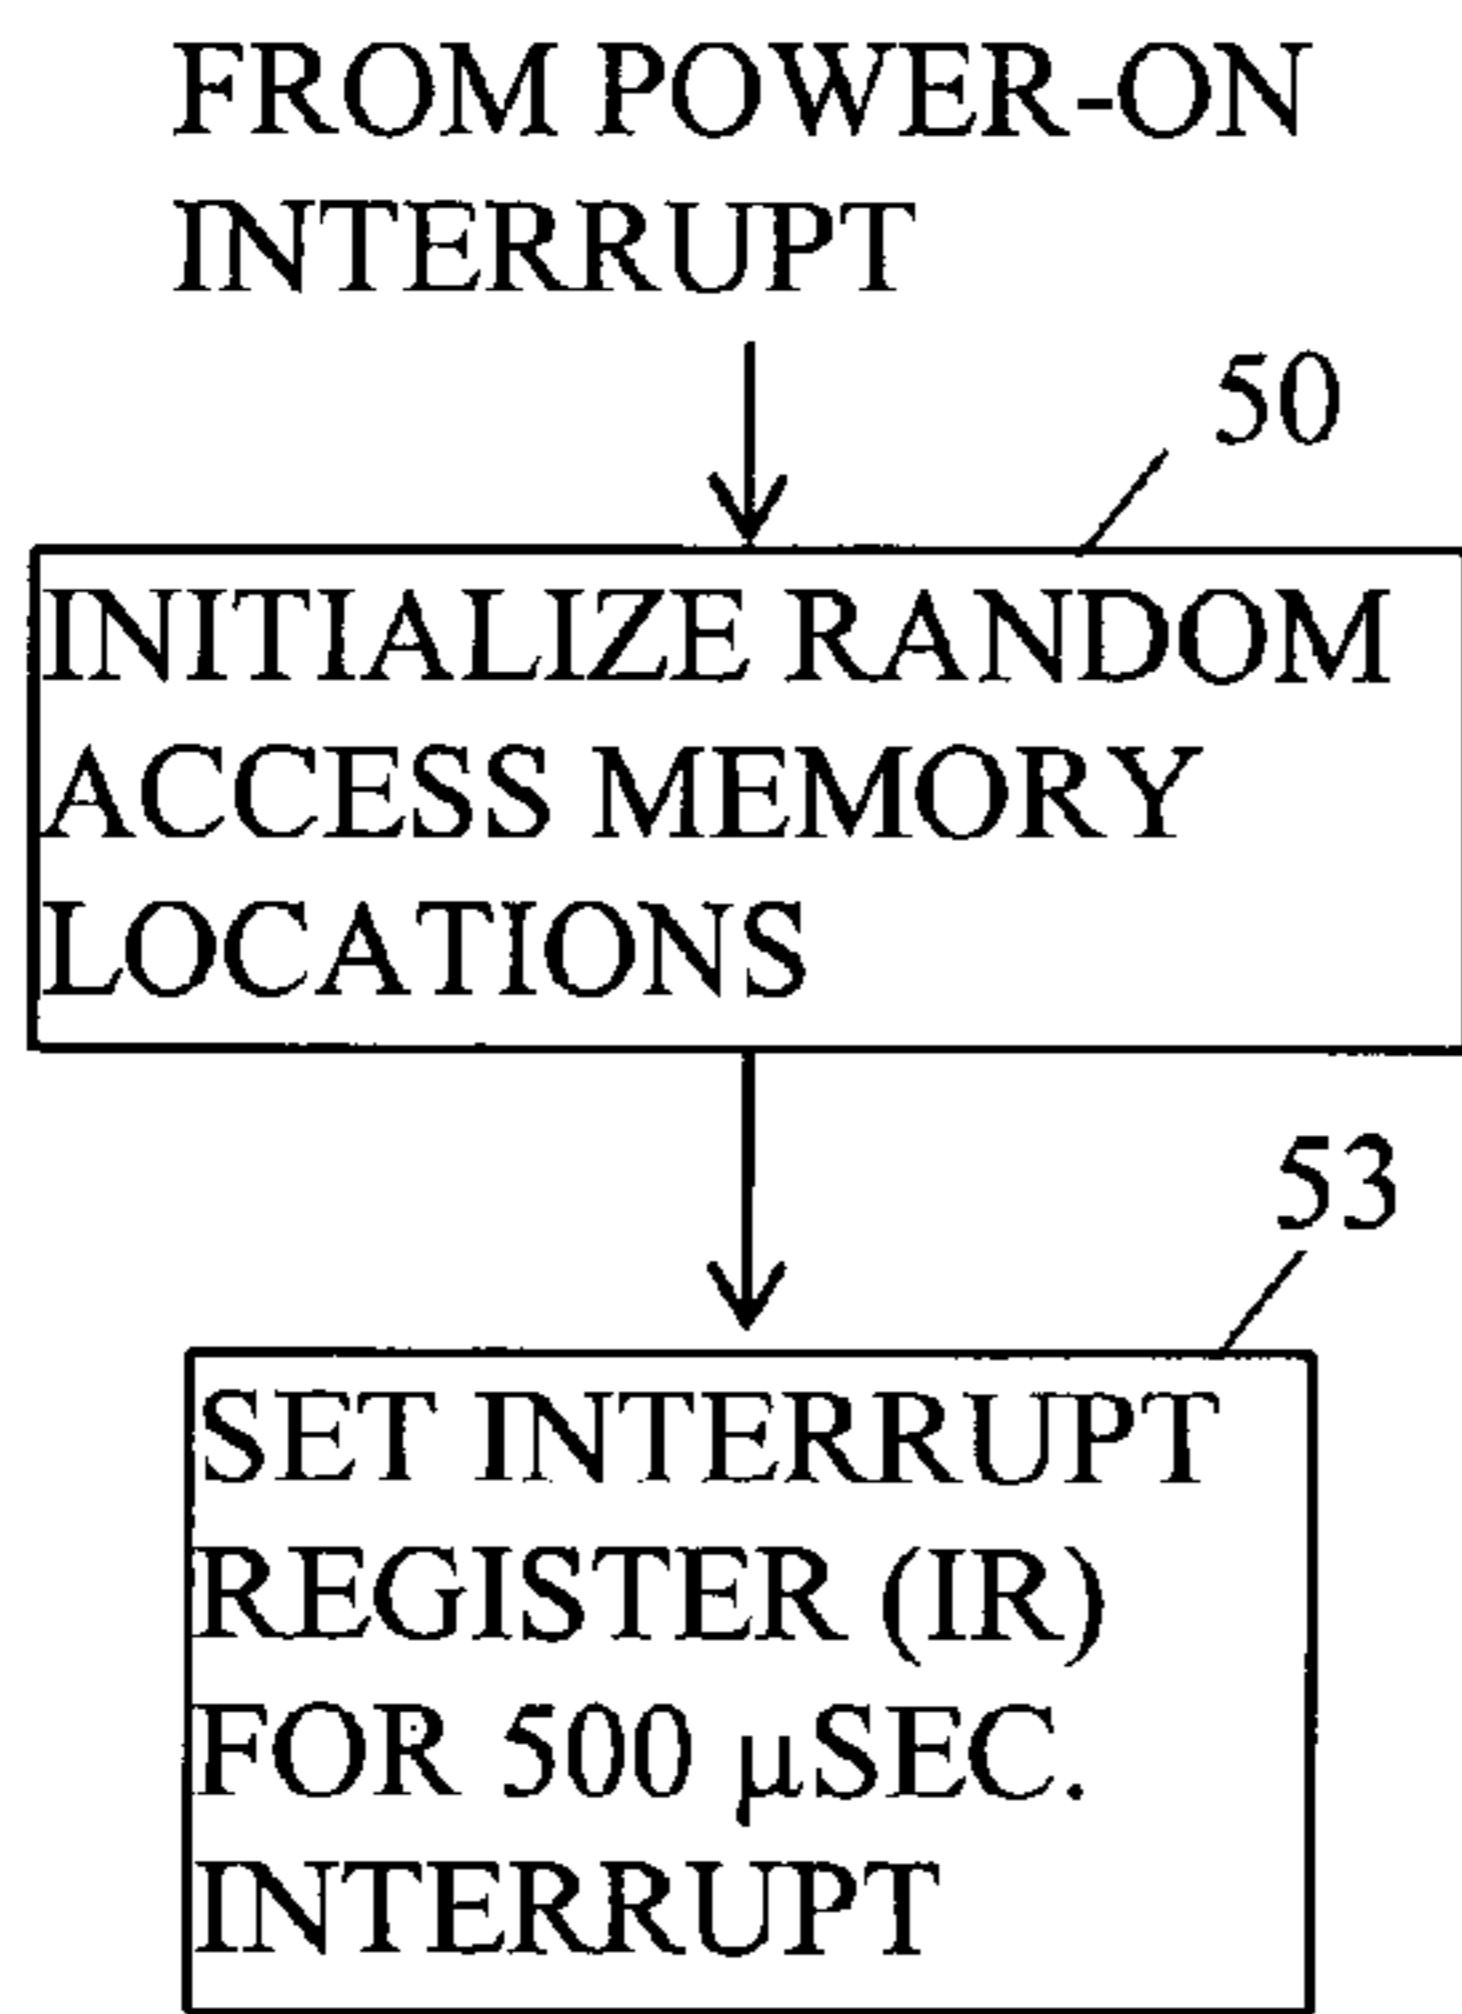 FROM POWER-ON
INTERRUPT
50
INITIALIZE RANDOM
ACCESS MEMORY
LOCATIONS
53
SET INTERRUPT
REGISTER (IR)
FOR 500 µSEC.
INTERRUPT